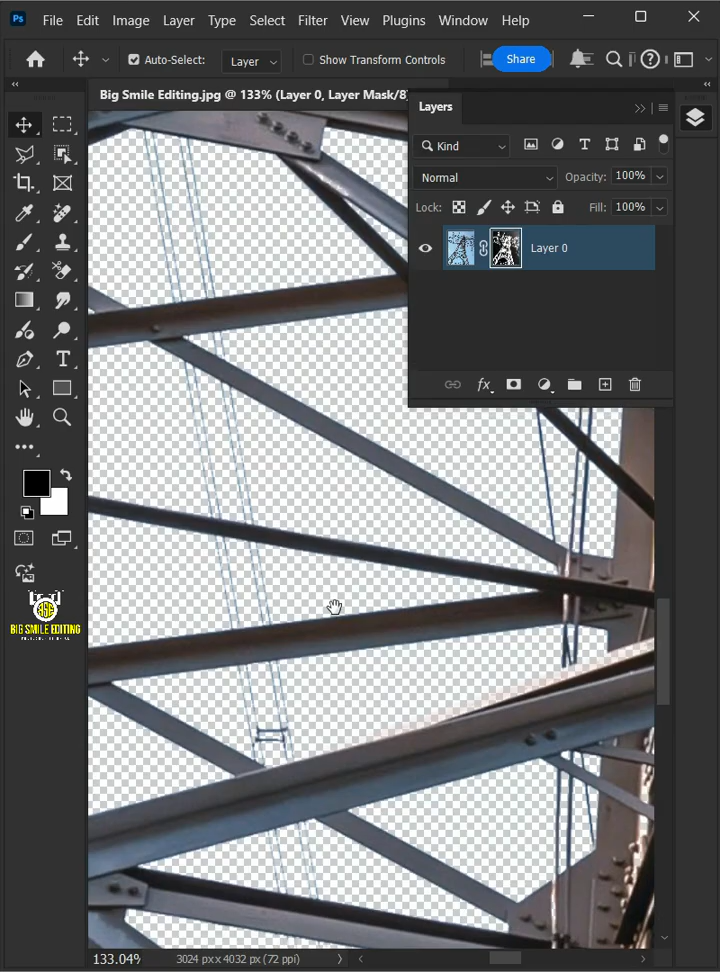 Ps File Edit Image Layer Type Select Filter View Plugins Window Help
Auto-Select: Layer Show Transform Controls Share
Big Smile Editing.jpg @ 133% (Layer 0, Layer Mask/8)
Layers
Kind
Normal Opacity: 100%
Lock: Fill: 100%
Layer 0
fx
BIG SMILE EDITING
133.04% 3024 px x 4032 px (72 ppi)